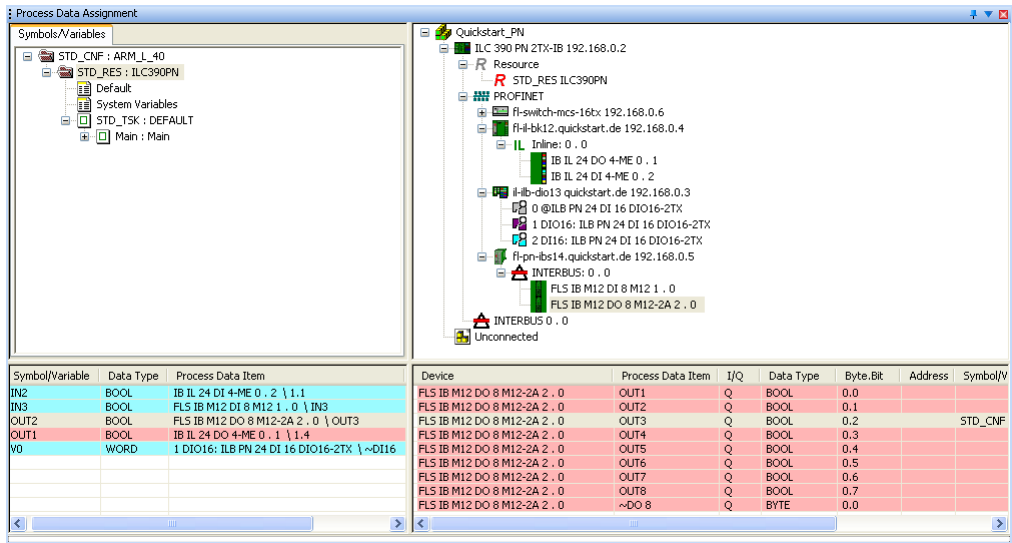 Process Data Assignment
Symbols/Variables
STD_CNF : ARM_L_40
STD_RES : ILC390PN
Default
System Variables
STD_TSK : DEFAULT
Main : Main
Quickstart_PN
ILC 390 PN 2TX-IB 192.168.0.2
Resource
STD_RES ILC390PN
PROFINET
fl-switch-mcs-16tx 192.168.0.6
fl-il-bk12.quickstart.de 192.168.0.4
Inline: 0 . 0
IB IL 24 DO 4-ME 0 . 1
IB IL 24 DI 4-ME 0 . 2
il-ilb-dio13 quickstart.de 192.168.0.3
0 @ILB PN 24 DI 16 DIO16-2TX
1 DIO16: ILB PN 24 DI 16 DIO16-2TX
2 DI16: ILB PN 24 DI 16 DIO16-2TX
fl-pn-ibs14.quickstart.de 192.168.0.5
INTERBUS: 0 . 0
FLS IB M12 DI 8 M12 1 . 0
FLS IB M12 DO 8 M12-2A 2 . 0
INTERBUS 0 . 0
Unconnected
Symbol/Variable Data Type Process Data Item
IN2 BOOL IB IL 24 DI 4-ME 0 . 2 \ 1.1
IN3 BOOL FLS IB M12 DI 8 M12 1 . 0 \ IN3
OUT2 BOOL FLS IB M12 DO 8 M12-2A 2 . 0 \ OUT3
OUT1 BOOL IB IL 24 DO 4-ME 0 . 1 \ 1.4
V0 WORD 1 DIO16: ILB PN 24 DI 16 DIO16-2TX \ ~DI16
Device Process Data Item I/Q Data Type Byte.Bit Address Symbol/V
FLS IB M12 DO 8 M12-2A 2 . 0 OUT1 Q BOOL 0.0
FLS IB M12 DO 8 M12-2A 2 . 0 OUT2 Q BOOL 0.1
FLS IB M12 DO 8 M12-2A 2 . 0 OUT3 Q BOOL 0.2 STD_CNF
FLS IB M12 DO 8 M12-2A 2 . 0 OUT4 Q BOOL 0.3
FLS IB M12 DO 8 M12-2A 2 . 0 OUT5 Q BOOL 0.4
FLS IB M12 DO 8 M12-2A 2 . 0 OUT6 Q BOOL 0.5
FLS IB M12 DO 8 M12-2A 2 . 0 OUT7 Q BOOL 0.6
FLS IB M12 DO 8 M12-2A 2 . 0 OUT8 Q BOOL 0.7
FLS IB M12 DO 8 M12-2A 2 . 0 ~DO 8 Q BYTE 0.0